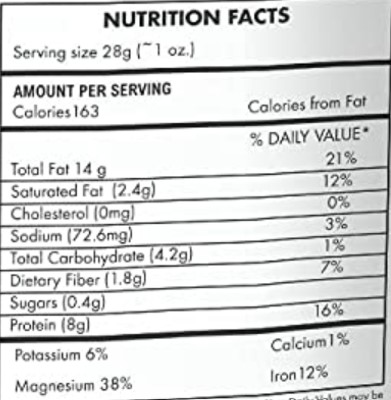 NUTRITION FACTS
Serving size 28g (~1 oz.)
AMOUNT PER SERVING
Calories163 Calories from Fat
% DAILY VALUE*
Total Fat 14 g 21%
Saturated Fat (2.4g) 12%
Cholesterol (0mg) 0%
Sodium (72.6mg) 3%
Total Carbohydrate (4.2g) 1%
Dietary Fiber (1.8g) 7%
Sugars (0.4g)
Protein (8g) 16%
Potassium 6% Calcium1%
Magnesium 38% Iron12%
Daily Values may be